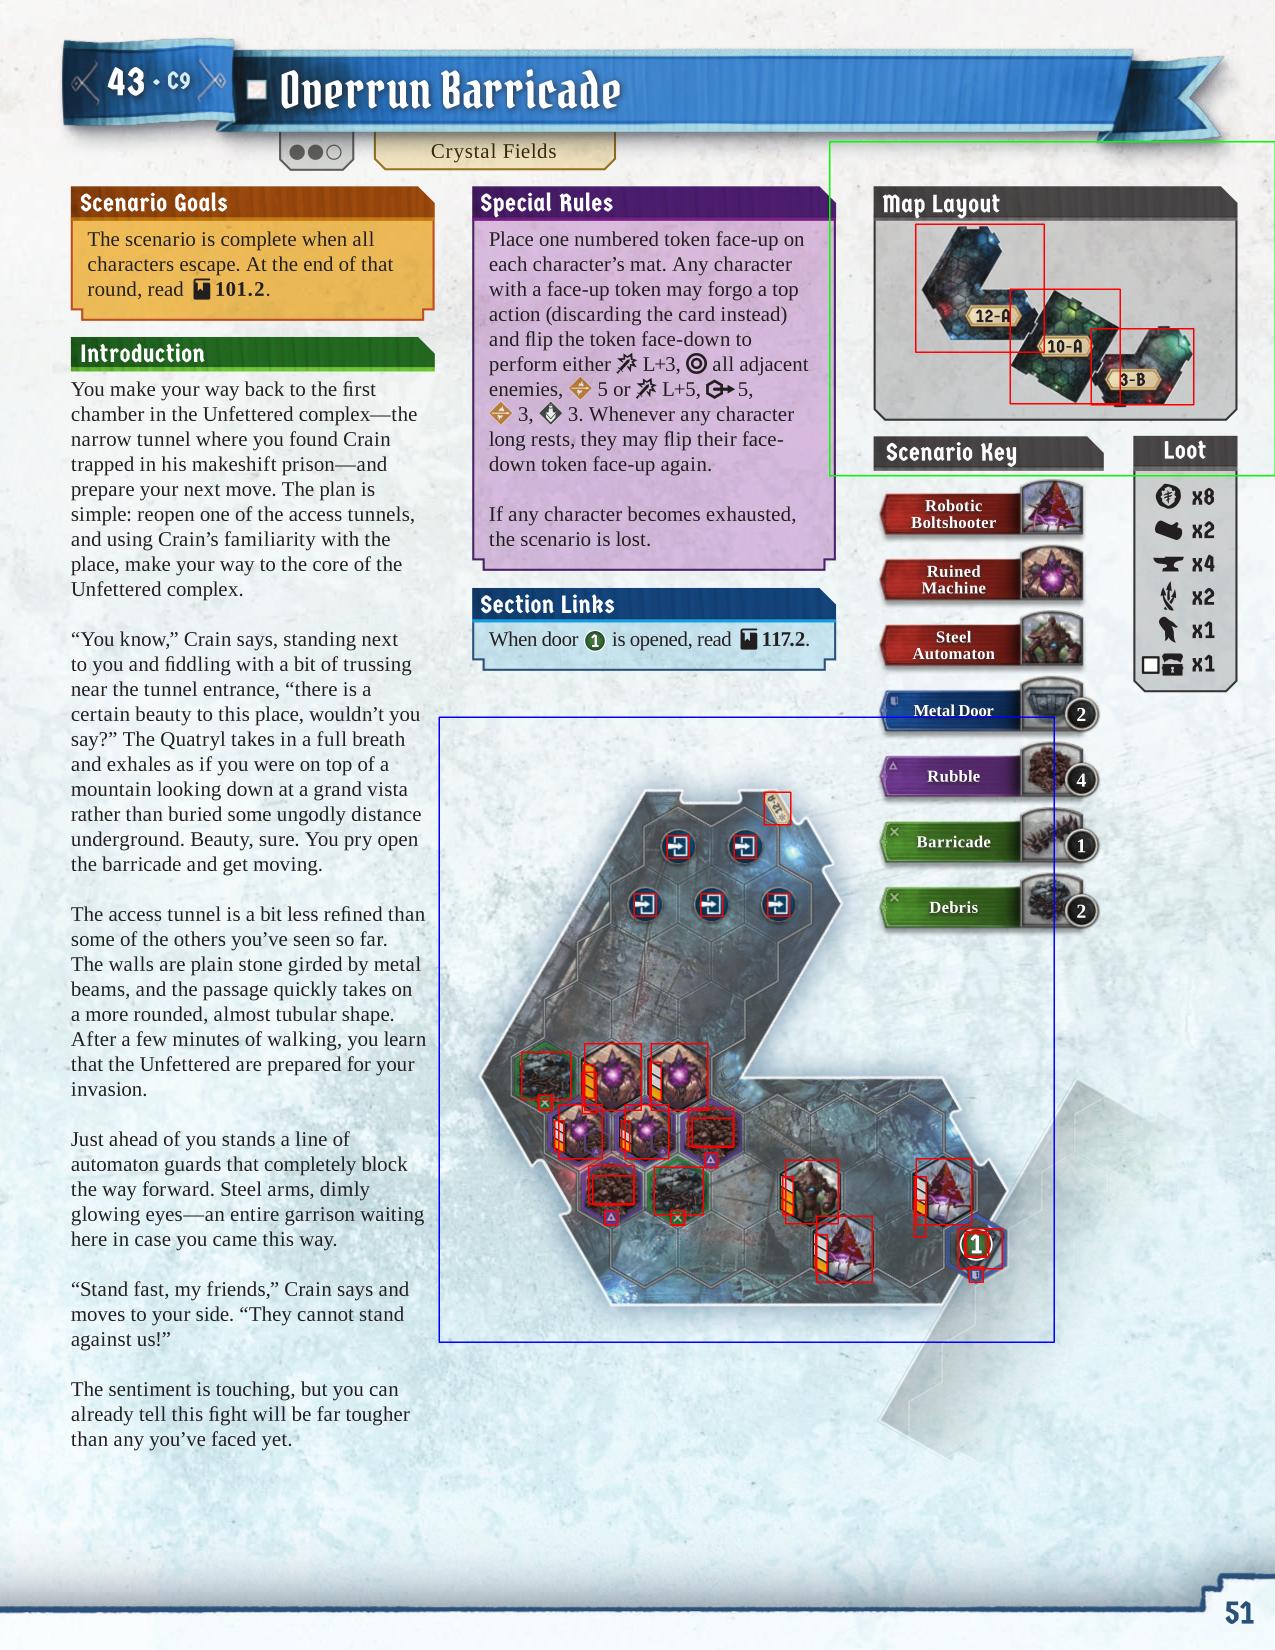 43 • C9
Overrun Barricade
Crystal Fields
Scenario Goals
The scenario is complete when all
characters escape. At the end of that
round, read 101.2.
Introduction
You make your way back to the first
chamber in the Unfettered complex—the
narrow tunnel where you found Crain
trapped in his makeshift prison—and
prepare your next move. The plan is
simple: reopen one of the access tunnels,
and using Crain’s familiarity with the
place, make your way to the core of the
Unfettered complex.
“You know,” Crain says, standing next
to you and fiddling with a bit of trussing
near the tunnel entrance, “there is a
certain beauty to this place, wouldn’t you
say?” The Quatryl takes in a full breath
and exhales as if you were on top of a
mountain looking down at a grand vista
rather than buried some ungodly distance
underground. Beauty, sure. You pry open
the barricade and get moving.
The access tunnel is a bit less refined than
some of the others you’ve seen so far.
The walls are plain stone girded by metal
beams, and the passage quickly takes on
a more rounded, almost tubular shape.
After a few minutes of walking, you learn
that the Unfettered are prepared for your
invasion.
Just ahead of you stands a line of
automaton guards that completely block
the way forward. Steel arms, dimly
glowing eyes—an entire garrison waiting
here in case you came this way.
“Stand fast, my friends,” Crain says and
moves to your side. “They cannot stand
against us!”
The sentiment is touching, but you can
already tell this fight will be far tougher
than any you’ve faced yet.
Special Rules
Place one numbered token face-up on
each character’s mat. Any character
with a face-up token may forgo a top
action (discarding the card instead)
and flip the token face-down to
perform either L+3, all adjacent
enemies, 5 or L+5, 5,
3, 3. Whenever any character
long rests, they may flip their face-
down token face-up again.
If any character becomes exhausted,
the scenario is lost.
Section Links
When door 1 is opened, read 117.2.
Map Layout
12-A
10-A
3-B
Scenario Key
Robotic
Boltshooter
Ruined
Machine
Steel
Automaton
Metal Door
2
Rubble
4
Barricade
1
Debris
2
Loot
x8
x2
x4
x2
x1
x1
12-A
1
51